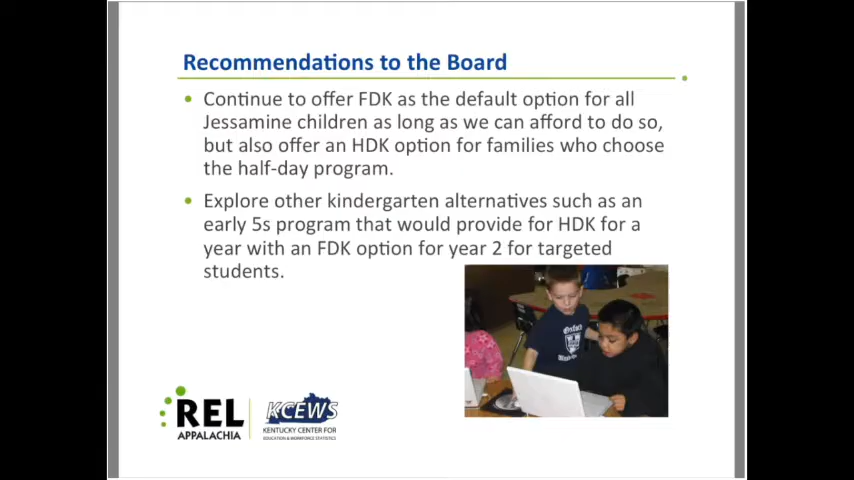 Recommendations to the Board
• Continue to offer FDK as the default option for all
Jessamine children as long as we can afford to do so,
but also offer an HDK option for families who choose
the half-day program.
• Explore other kindergarten alternatives such as an
early 5s program that would provide for HDK for a
year with an FDK option for year 2 for targeted
students.
Oxford
REL
APPALACHIA
KCEWS
KENTUCKY CENTER FOR
EDUCATION & WORKFORCE STATISTICS